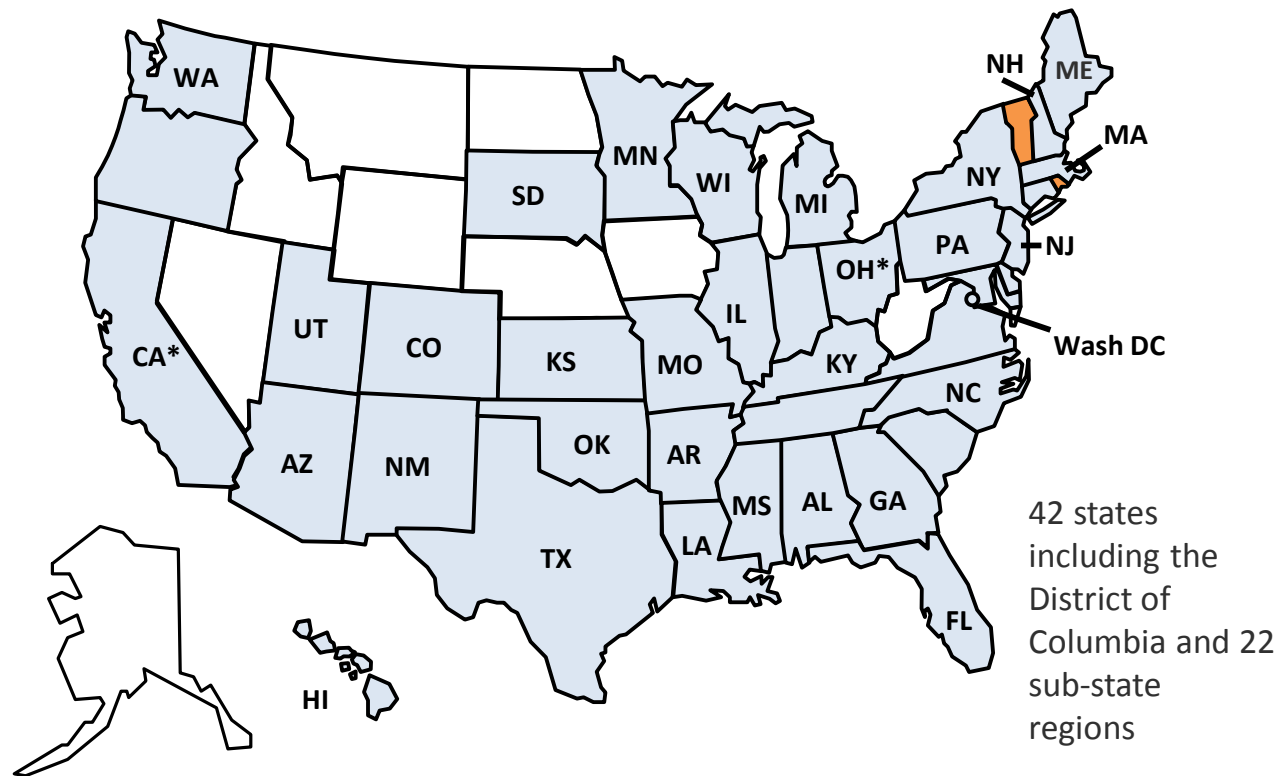 WA
NH
ME
MA
MN
WI
MI
NY
SD
PA
NJ
OH*
IL
UT
CO
CA*
KS
MO
KY
Wash DC
NC
AZ
NM
OK
AR
MS
AL
GA
TX
LA
FL
HI
42 states
including the
District of
Columbia and 22
sub-state
regions